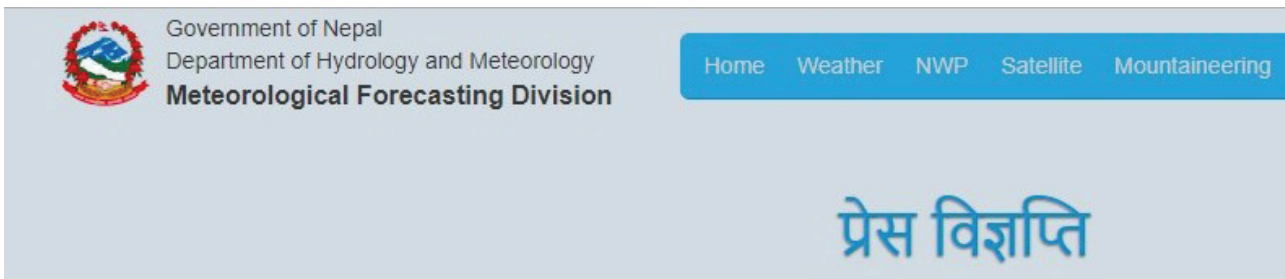 Government of Nepal
Department of Hydrology and Meteorology
Meteorological Forecasting Division
Home Weather NWP Satellite Mountaineering
प्रेस विज्ञप्ति